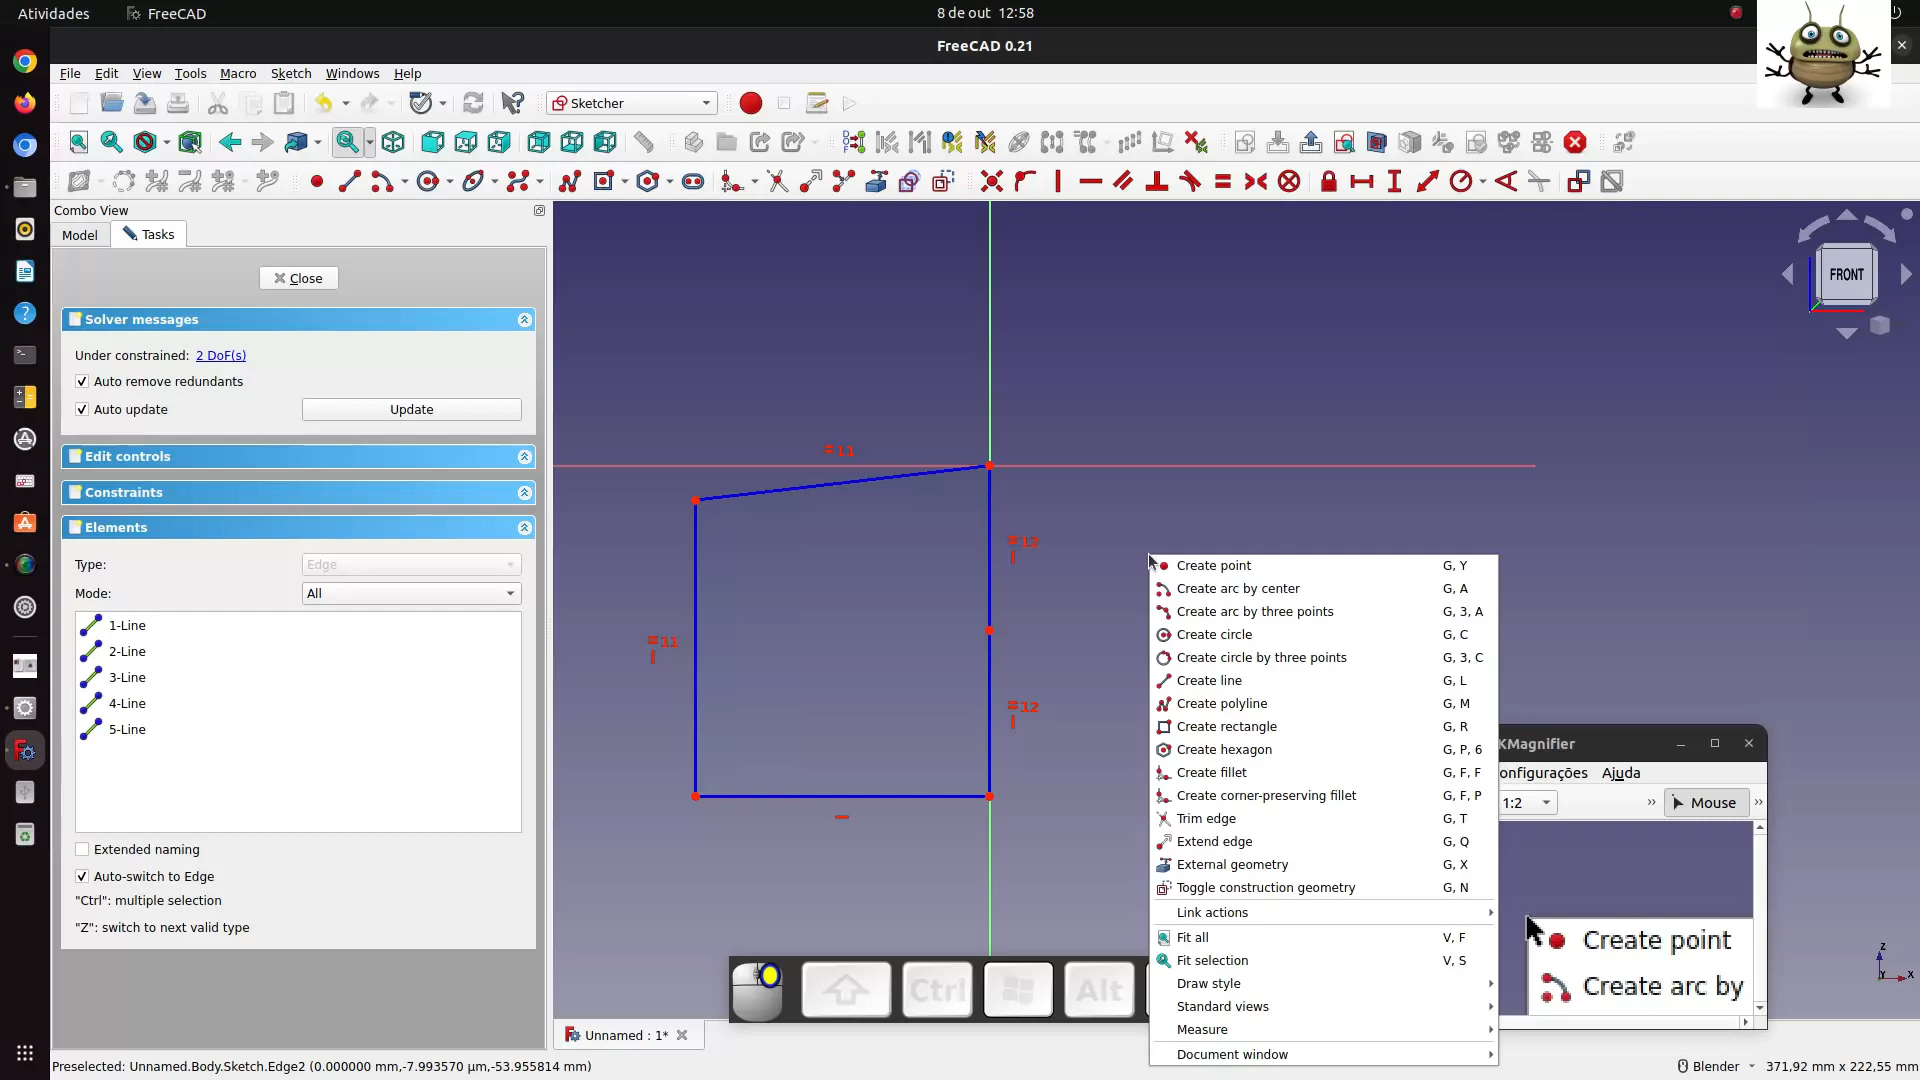 Atividades
FreeCAD
8 de out 12:58
FreeCAD 0.21
File Edit View Tools Macro Sketch Windows Help
Sketcher
Combo View
Model
Tasks
Close
Solver messages
Under constrained: 2 DoF(s)
Auto remove redundants
Auto update
Update
Edit controls
Constraints
Elements
Type:
Edge
Mode:
All
1-Line
2-Line
3-Line
4-Line
5-Line
Extended naming
Auto-switch to Edge
"Ctrl": multiple selection
"Z": switch to next valid type
FRONT
=11
=12
=11
=12
Create point G, Y
Create arc by center G, A
Create arc by three points G, 3, A
Create circle G, C
Create circle by three points G, 3, C
Create line G, L
Create polyline G, M
Create rectangle G, R
Create hexagon G, P, 6
Create fillet G, F, F
Create corner-preserving fillet G, F, P
Trim edge G, T
Extend edge G, Q
External geometry G, X
Toggle construction geometry G, N
Link actions
Fit all V, F
Fit selection V, S
Draw style
Standard views
Measure
Document window
KMagnifier
onfigurações Ajuda
1:2
»
Mouse
»
Create point
Create arc by
Z
Y
X
Ctrl
Alt
Unnamed : 1*
Preselected: Unnamed.Body.Sketch.Edge2 (0.000000 mm,-7.993570 µm,-53.955814 mm)
Blender
371,92 mm x 222,55 mm